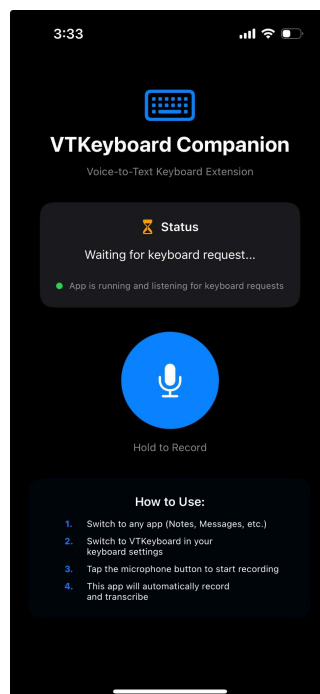 3:33
VTKeyboard Companion
Voice-to-Text Keyboard Extension
Status
Waiting for keyboard request...
App is running and listening for keyboard requests
Hold to Record
How to Use:
1. Switch to any app (Notes, Messages, etc.)
2. Switch to VTKeyboard in your
keyboard settings
3. Tap the microphone button to start recording
4. This app will automatically record
and transcribe